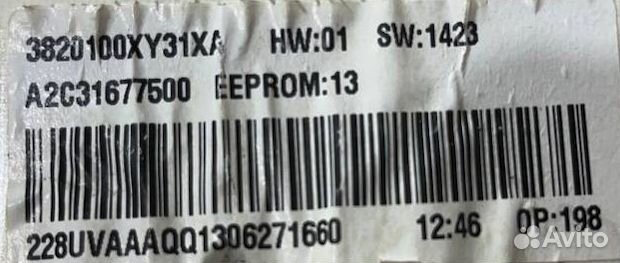 3820100XY31XA HW:01 SW:1423
A2C31677500 EEPROM:13
228UVAAAQQ1306271660 12:46 OP:198
Avito